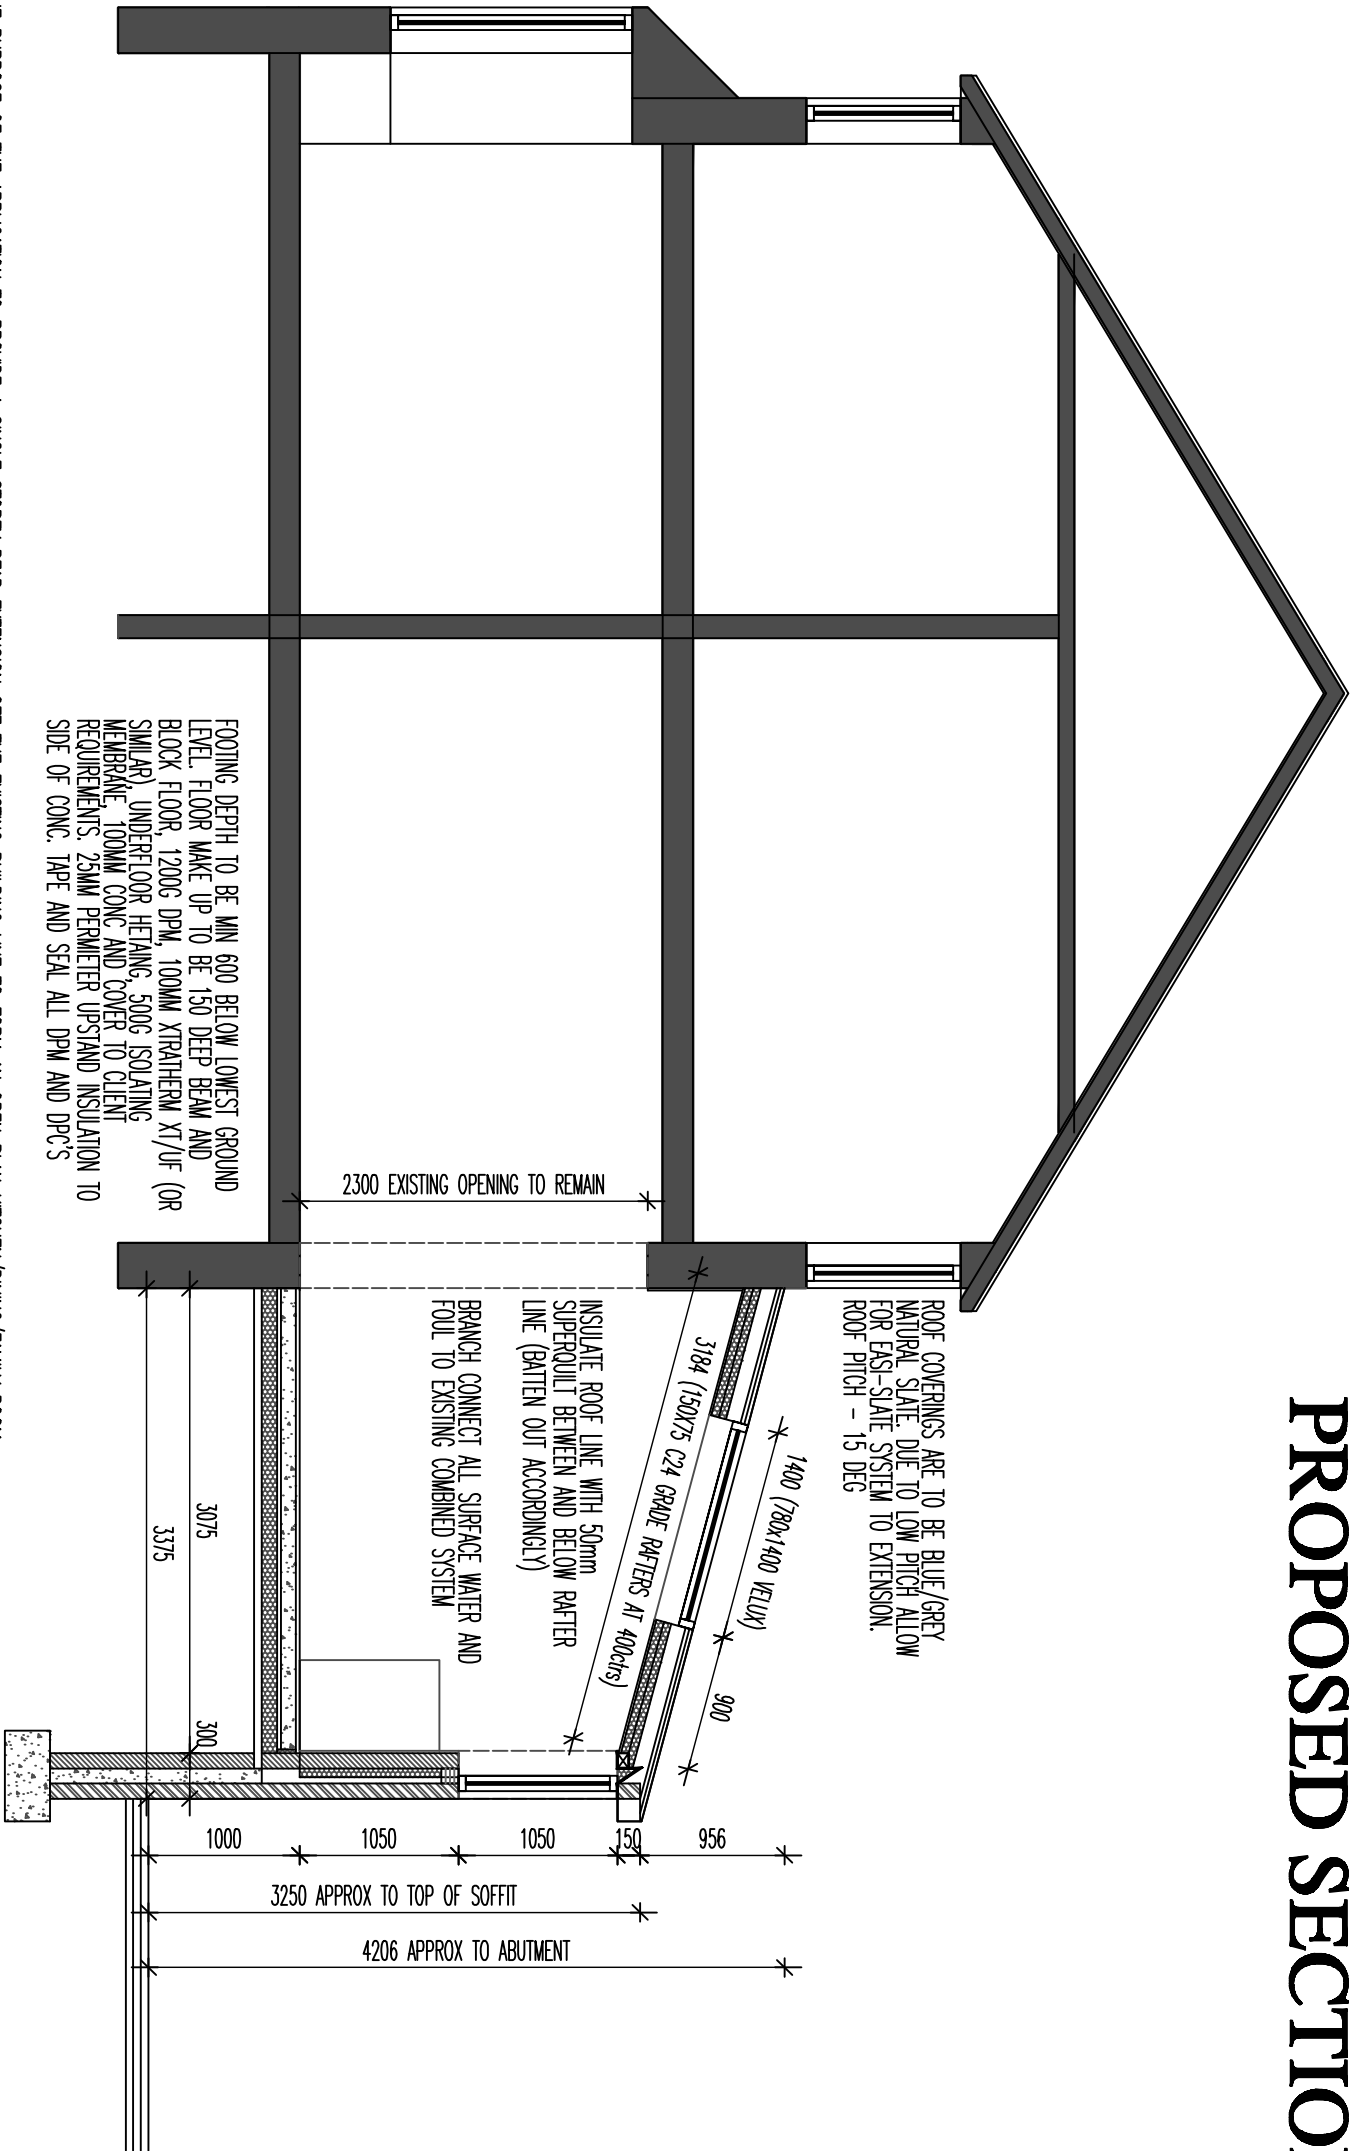 PROPOSED SECTIO
ROOF COVERINGS ARE TO BE BLUE/GREY
NATURAL SLATE. DUE TO LOW PITCH ALLOW
FOR EASI-SLATE SYSTEM TO EXTENSION.
ROOF PITCH - 15 DEG
1400 (780x1400 VELUX)
900
3184 (150X75 C24 GRADE RAFTERS AT 400ctrs)
INSULATE ROOF LINE WITH 50mm
SUPERQUILT BETWEEN AND BELOW RAFTER
LINE (BATTEN OUT ACCORDINGLY)
BRANCH CONNECT ALL SURFACE WATER AND
FOUL TO EXISTING COMBINED SYSTEM
2300 EXISTING OPENING TO REMAIN
956
150
1050
1050
1000
3250 APPROX TO TOP OF SOFFIT
4206 APPROX TO ABUTMENT
3075
300
3375
FOOTING DEPTH TO BE MIN 600 BELOW LOWEST GROUND
LEVEL. FLOOR MAKE UP TO BE 150 DEEP BEAM AND
BLOCK FLOOR, 1200G DPM, 100MM XTRATHERM XT/UF (OR
SIMILAR), UNDERFLOOR HETAING, 500G ISOLATING
MEMBRANE, 100MM CONC AND COVER TO CLIENT
REQUIREMENTS. 25MM PERMIETER UPSTAND INSULATION TO
SIDE OF CONC. TAPE AND SEAL ALL DPM AND DPC'S